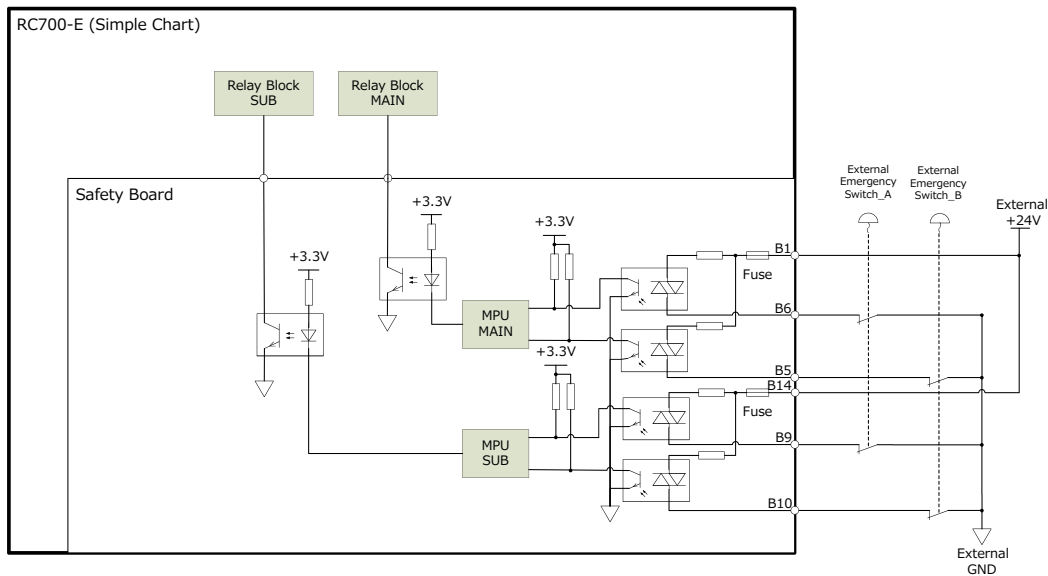 RC700-E (Simple Chart)
Relay Block
SUB
Relay Block
MAIN
Safety Board
+3.3V
+3.3V
+3.3V
MPU
MAIN
+3.3V
MPU
SUB
Fuse
Fuse
B1
B6
B5
B14
B9
B10
External
Emergency
Switch_A
External
Emergency
Switch_B
External
+24V
External
GND